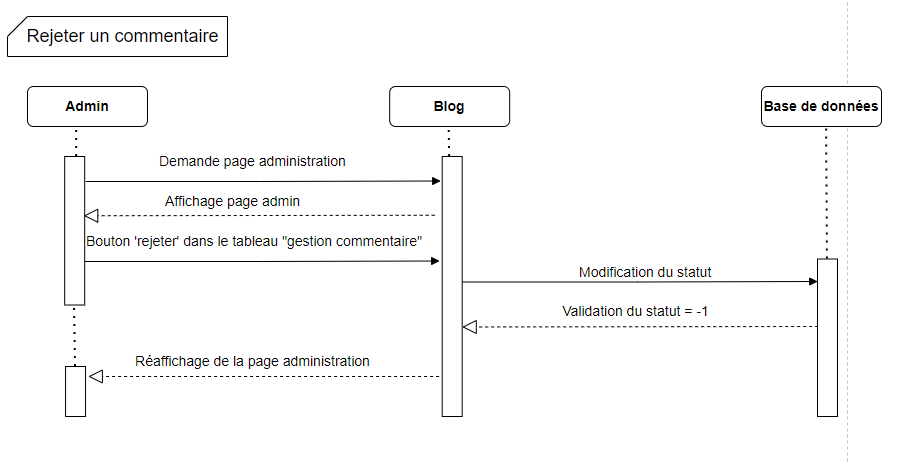 Rejeter un commentaire
Admin
Blog
Base de données
Demande page administration
Affichage page admin
Bouton 'rejeter' dans le tableau "gestion commentaire"
Modification du statut
Validation du statut = -1
Réaffichage de la page administration